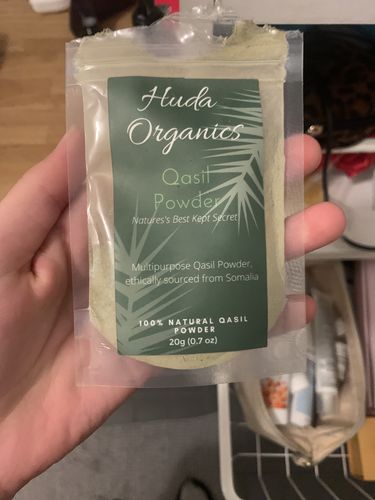 Huda
Organics
Qasil
Powder
Natures's Best Kept Secret
Multipurpose Qasil Powder,
ethically sourced from Somalia
100% NATURAL QASIL
POWDER
20g (0,7 oz)